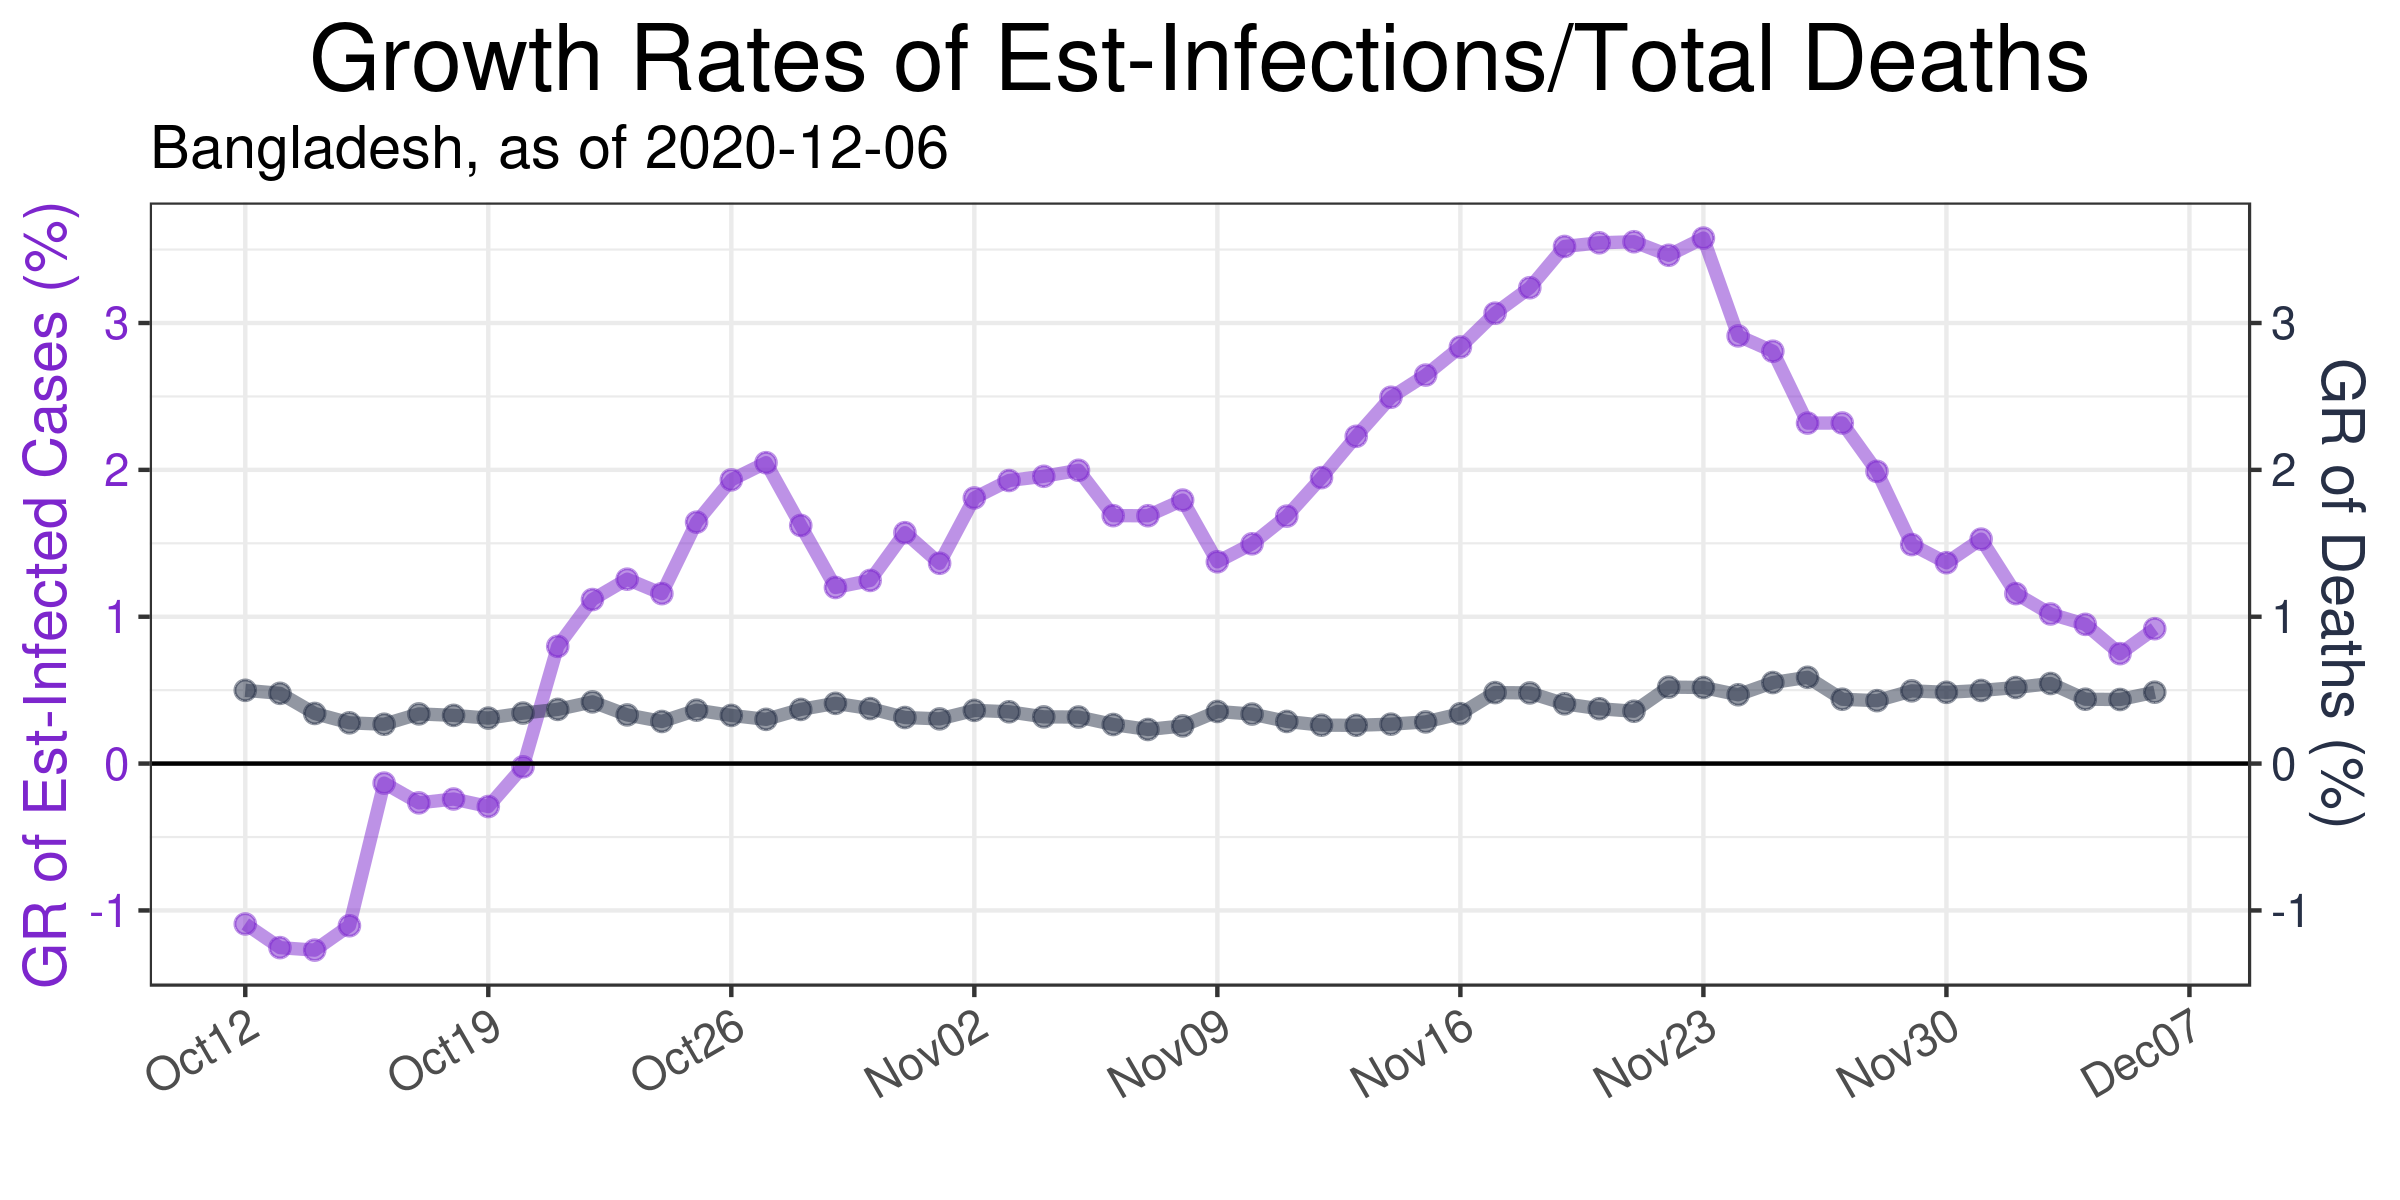 Growth Rates of Est-Infections/Total Deaths
Bangladesh, as of 2020-12-06
GR of Est-Infected Cases (%)
3
2
1
0
-1
3
2
1
0
-1
GR of Deaths (%)
Oct12
Oct19
Oct26
Nov02
Nov09
Nov16
Nov23
Nov30
Dec07